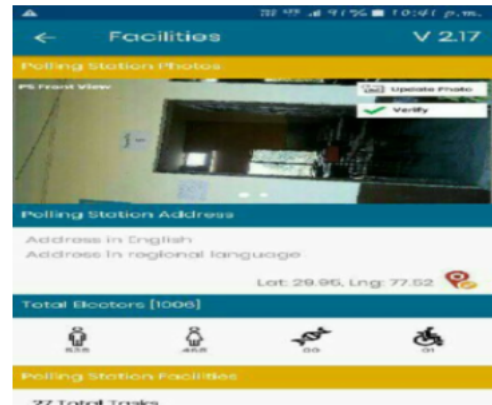 10:41 p.m.
Facilities V 2.17
Polling Station Photos
PS Front View
Update Photo
Verify
Polling Station Address
Address in English
Address in regional language
Lat: 29.95, Lng: 77.52
Total Electors [1006]
Polling Station Facilities
27 Total Tasks